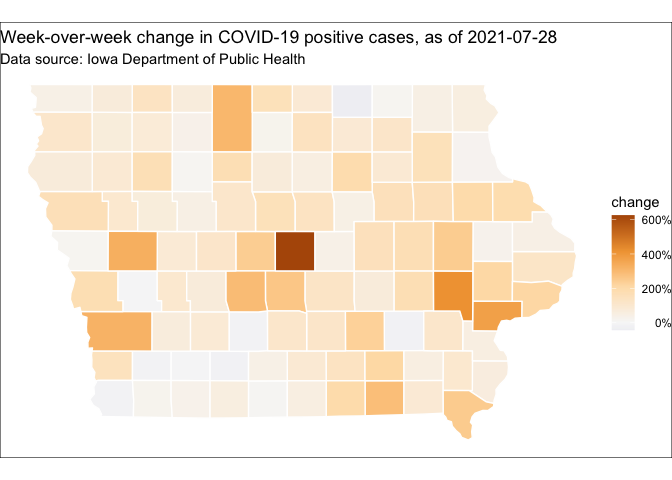 Week-over-week change in COVID-19 positive cases, as of 2021-07-28
Data source: Iowa Department of Public Health
change
600%
400%
200%
0%